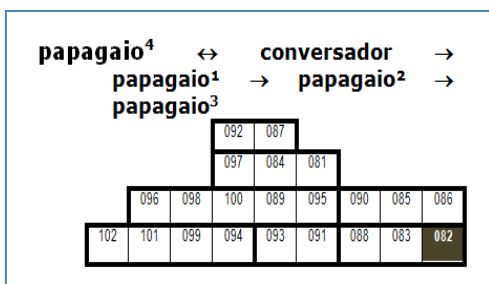 papagaio⁴ ↔ conversador →
papagaio¹ → papagaio² →
papagaio³
092 087
097 084 081
096 098 100 089 095 090 085 086
102 101 099 094 093 091 088 083 082